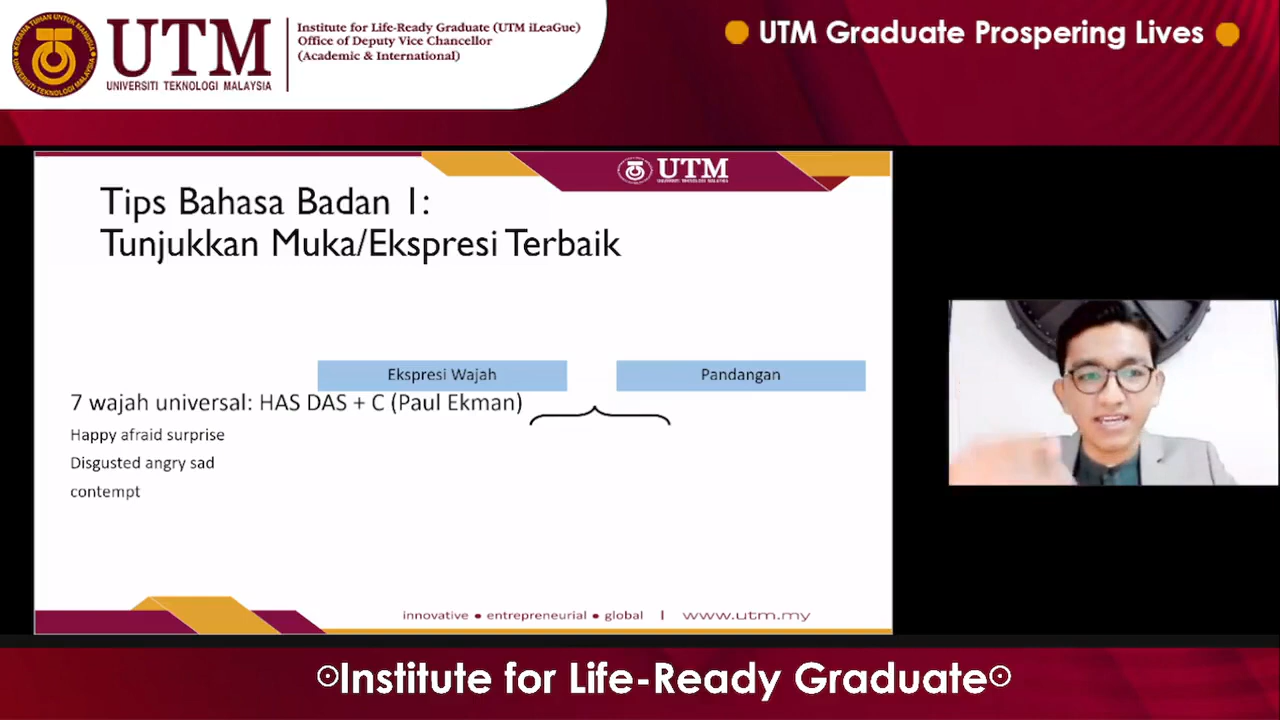 UTM
UNIVERSITI TEKNOLOGI MALAYSIA
Institute for Life-Ready Graduate (UTM iLeaGue)
Office of Deputy Vice Chancellor
(Academic & International)
UTM Graduate Prospering Lives
UTM
Tips Bahasa Badan 1:
Tunjukkan Muka/Ekspresi Terbaik
Ekspresi Wajah
Pandangan
7 wajah universal: HAS DAS + C (Paul Ekman)
Happy afraid surprise
Disgusted angry sad
contempt
innovative ● entrepreneurial ● global | www.utm.my
Institute for Life-Ready Graduate